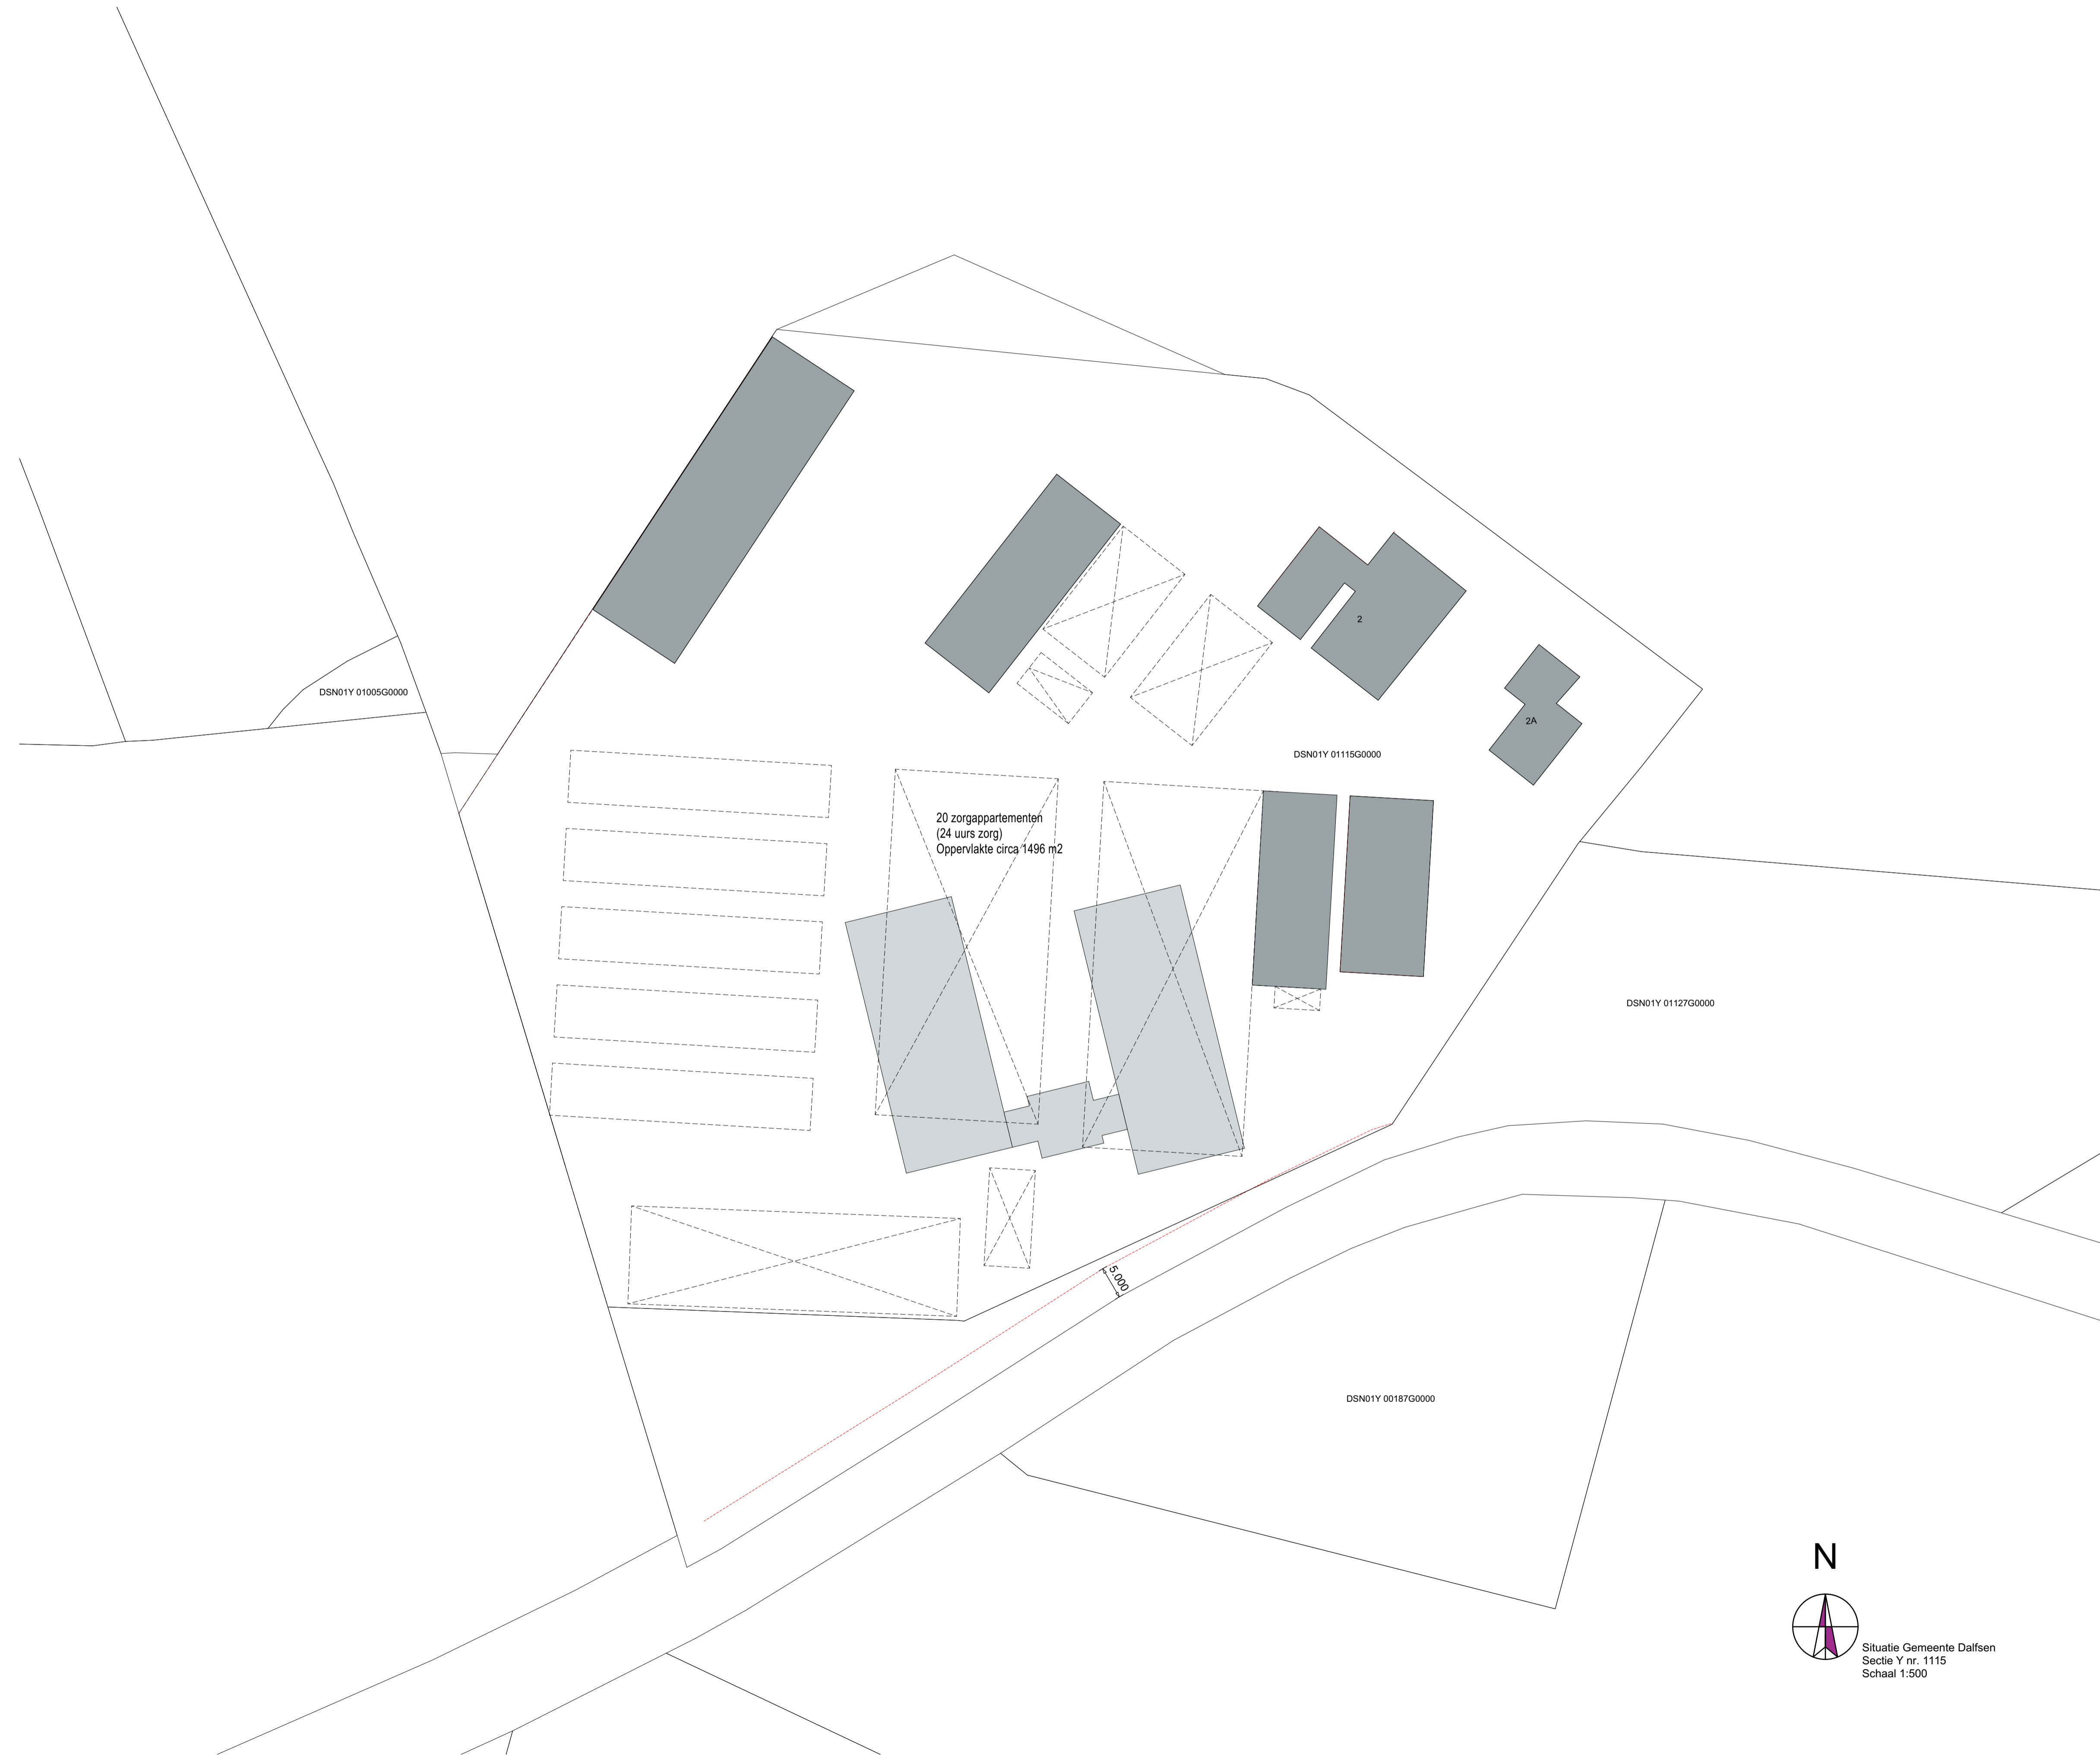 2
DSN01Y 01005G0000
2A
DSN01Y 01115G0000
20 zorgappartementen
(24 uurs zorg)
Oppervlakte circa 1496 m2
DSN01Y 01127G0000
5.000
DSN01Y 00187G0000
N
Situatie Gemeente Dalfsen
Sectie Y nr. 1115
Schaal 1:500